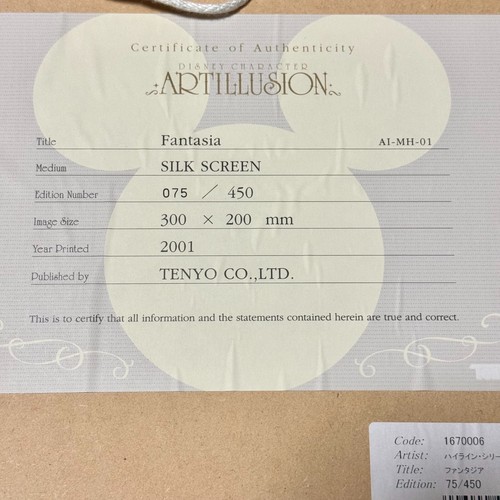 Certificate of Authenticity
DISNEY CHARACTER
ARTILLUSION
Title Fantasia AI-MH-01
Medium SILK SCREEN
Edition Number 075 / 450
Image Size 300 × 200 mm
Year Printed 2001
Published by TENYO CO.,LTD.
This is to certify that all information and the statements contained herein are true and correct.
Code: 1670006
Artist: ハイライン・シリー
Title: ファンタジア
Edition: 75/450